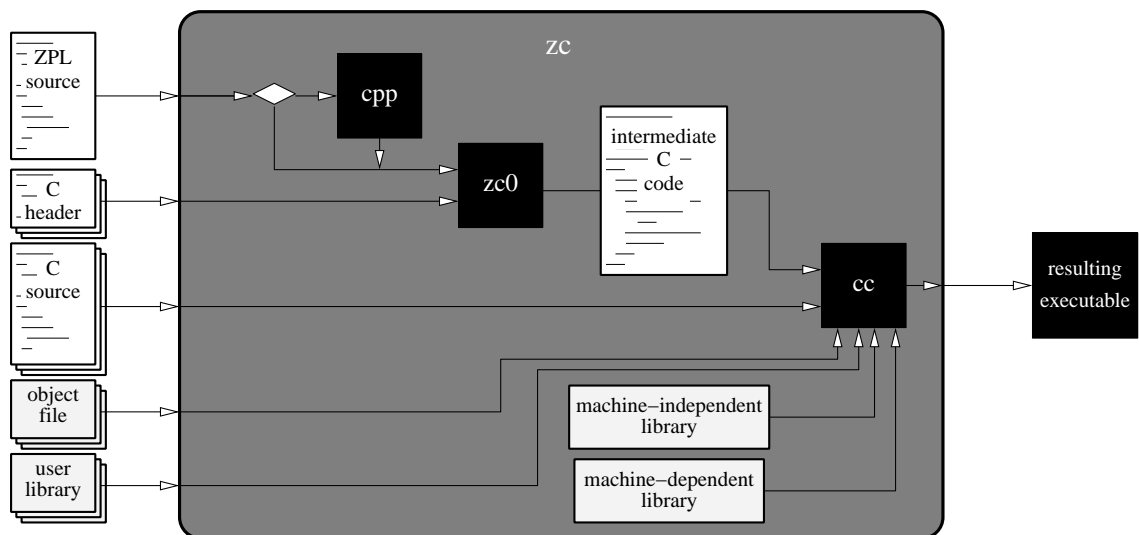 zc
ZPL
source
cpp
intermediate
C
code
zc0
C
header
C
source
cc
resulting
executable
object
file
machine−independent
library
user
library
machine−dependent
library